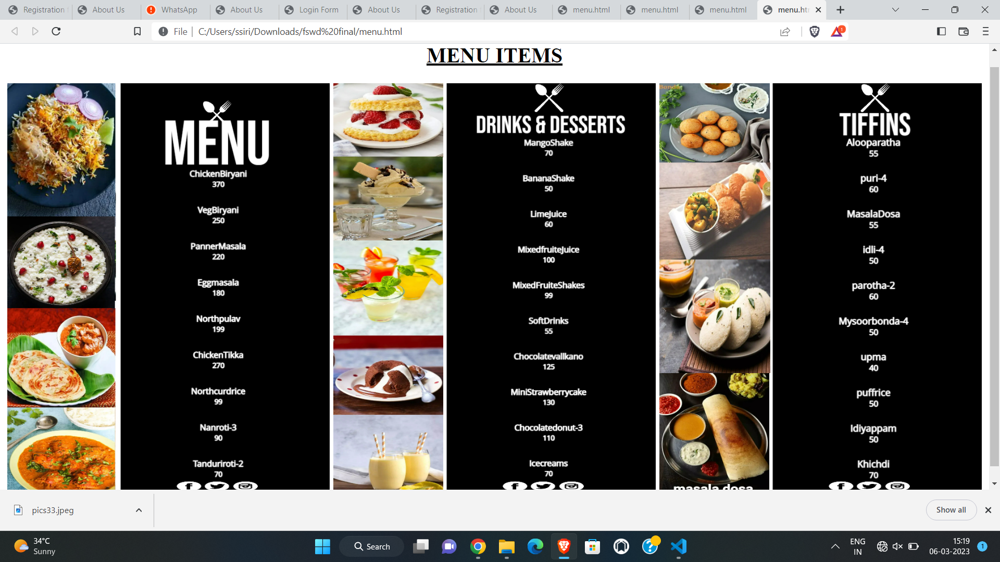 Registration
About Us
WhatsApp
About Us
Login Form
About Us
Registration
About Us
menu.html
menu.html
menu.html
menu.ht
File
C:/Users/ssiri/Downloads/fswd%20final/menu.html
1
MENU ITEMS
MENU
ChickenBiryani
370
VegBiryani
250
PannerMasala
220
Eggmasala
180
Northpulav
199
ChickenTikka
270
Northcurdrice
99
Nanroti-3
90
Tanduriroti-2
70
DRINKS & DESSERTS
MangoShake
70
BananaShake
50
LimeJuice
60
MixedfruiteJuice
100
MixedFruiteShakes
99
SoftDrinks
55
Chocolatevallkano
125
MiniStrawberrycake
130
Chocolatedonut-3
110
Icecreams
70
Bonda
masala dosa
TIFFINS
Alooparatha
55
puri-4
60
MasalaDosa
55
idli-4
50
parotha-2
60
Mysoorbonda-4
50
upma
40
puffrice
50
Idiyappam
50
Khichdi
70
pics33.jpeg
Show all
34°C
Sunny
Search
ENG
IN
15:19
06-03-2023
1